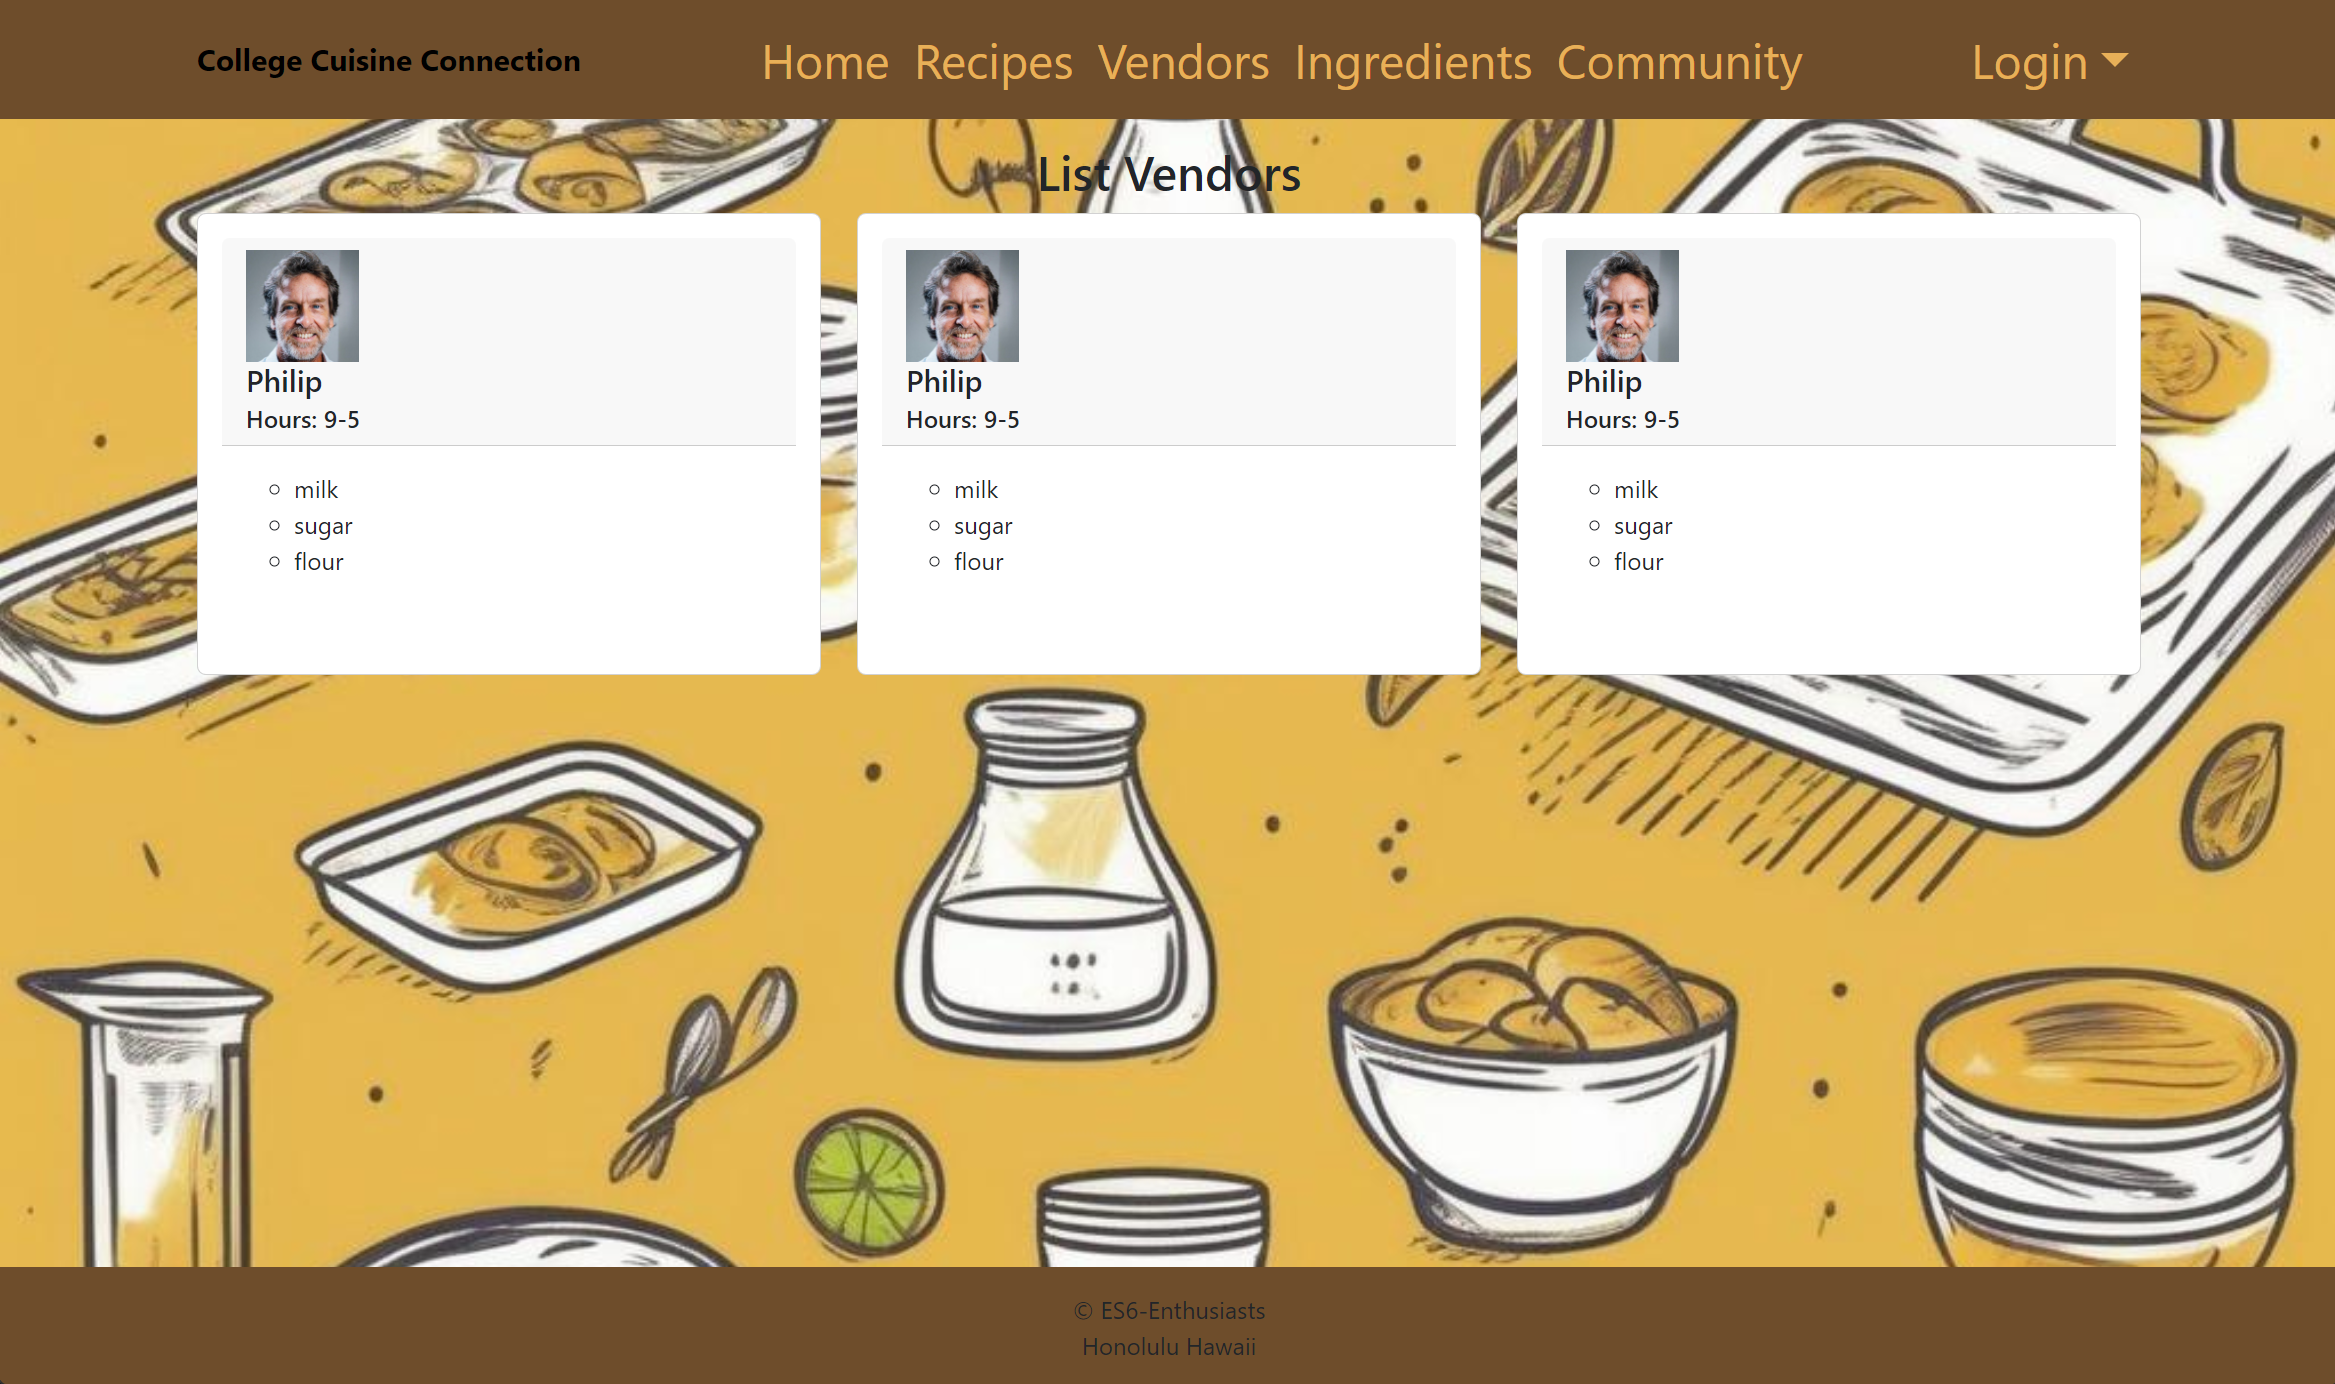 College Cuisine Connection
Home Recipes Vendors Ingredients Community
Login
List Vendors
Philip
Hours: 9-5
milk
sugar
flour
Philip
Hours: 9-5
milk
sugar
flour
Philip
Hours: 9-5
milk
sugar
flour
© ES6-Enthusiasts
Honolulu Hawaii